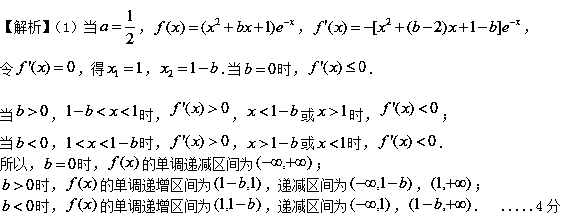 【解析】（1）当 a = 1/2，f(x)=(x²+bx+1)e⁻ˣ，f'(x)=-[x²+(b-2)x+1-b]e⁻ˣ，
令 f'(x)=0，得 x₁=1，x₂=1-b．当 b=0时，f'(x)≤0．
当 b>0，1-b<x<1时，f'(x)>0，x<1-b 或 x>1时，f'(x)<0；
当 b<0，1<x<1-b时，f'(x)>0，x>1-b 或 x<1时，f'(x)<0．
所以，b=0时，f(x) 的单调递减区间为 (-∞,+∞)；
b>0时，f(x) 的单调递增区间为 (1-b,1)，递减区间为 (-∞,1-b)，(1,+∞)；
b<0时，f(x) 的单调递增区间为 (1,1-b)，递减区间为 (-∞,1)，(1-b,+∞)． .....4分